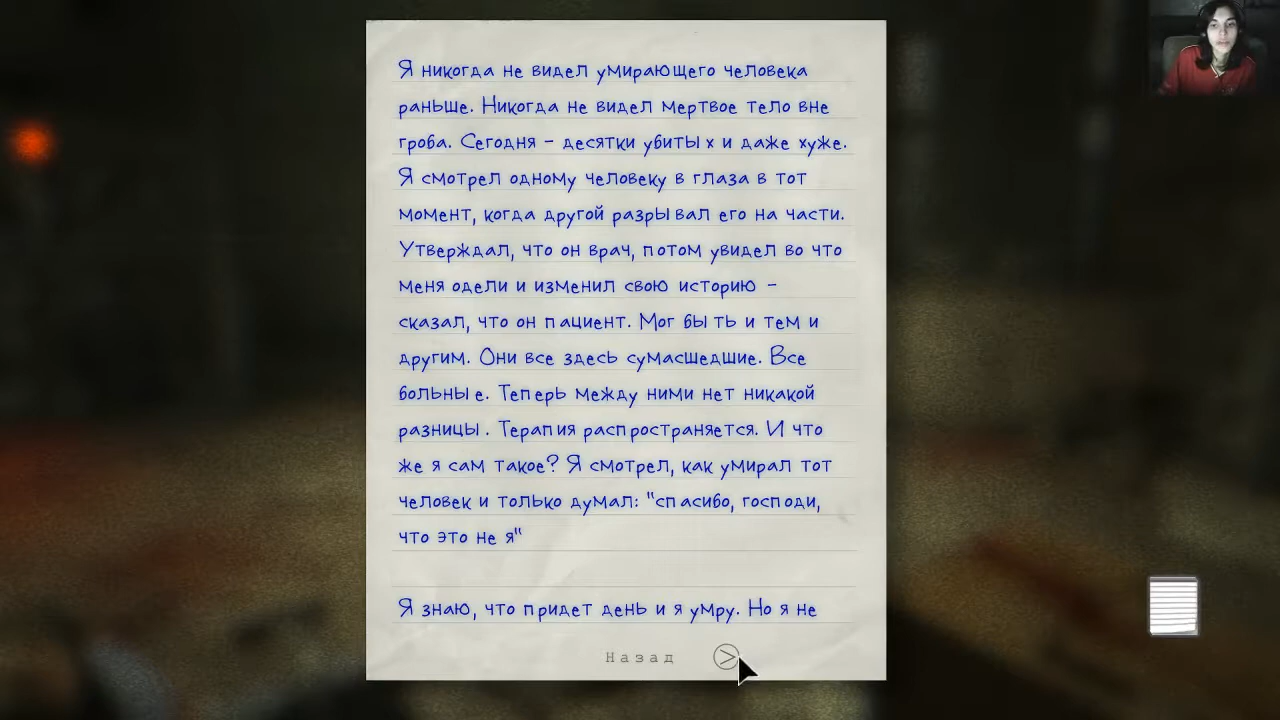 Я никогда не видел умирающего человека
раньше. Никогда не видел мертвое тело вне
гроба. Сегодня - десятки убитых и даже хуже.
Я смотрел одному человеку в глаза в тот
момент, когда другой разрывал его на части.
Утверждал, что он врач, потом увидел во что
меня одели и изменил свою историю -
сказал, что он пациент. Мог быть и тем и
другим. Они все здесь сумасшедшие. Все
больные. Теперь между ними нет никакой
разницы. Терапия распространяется. И что
же я сам такое? Я смотрел, как умирал тот
человек и только думал: "спасибо, господи,
что это не я"
Я знаю, что придет день и я умру. Но я не
Назад >